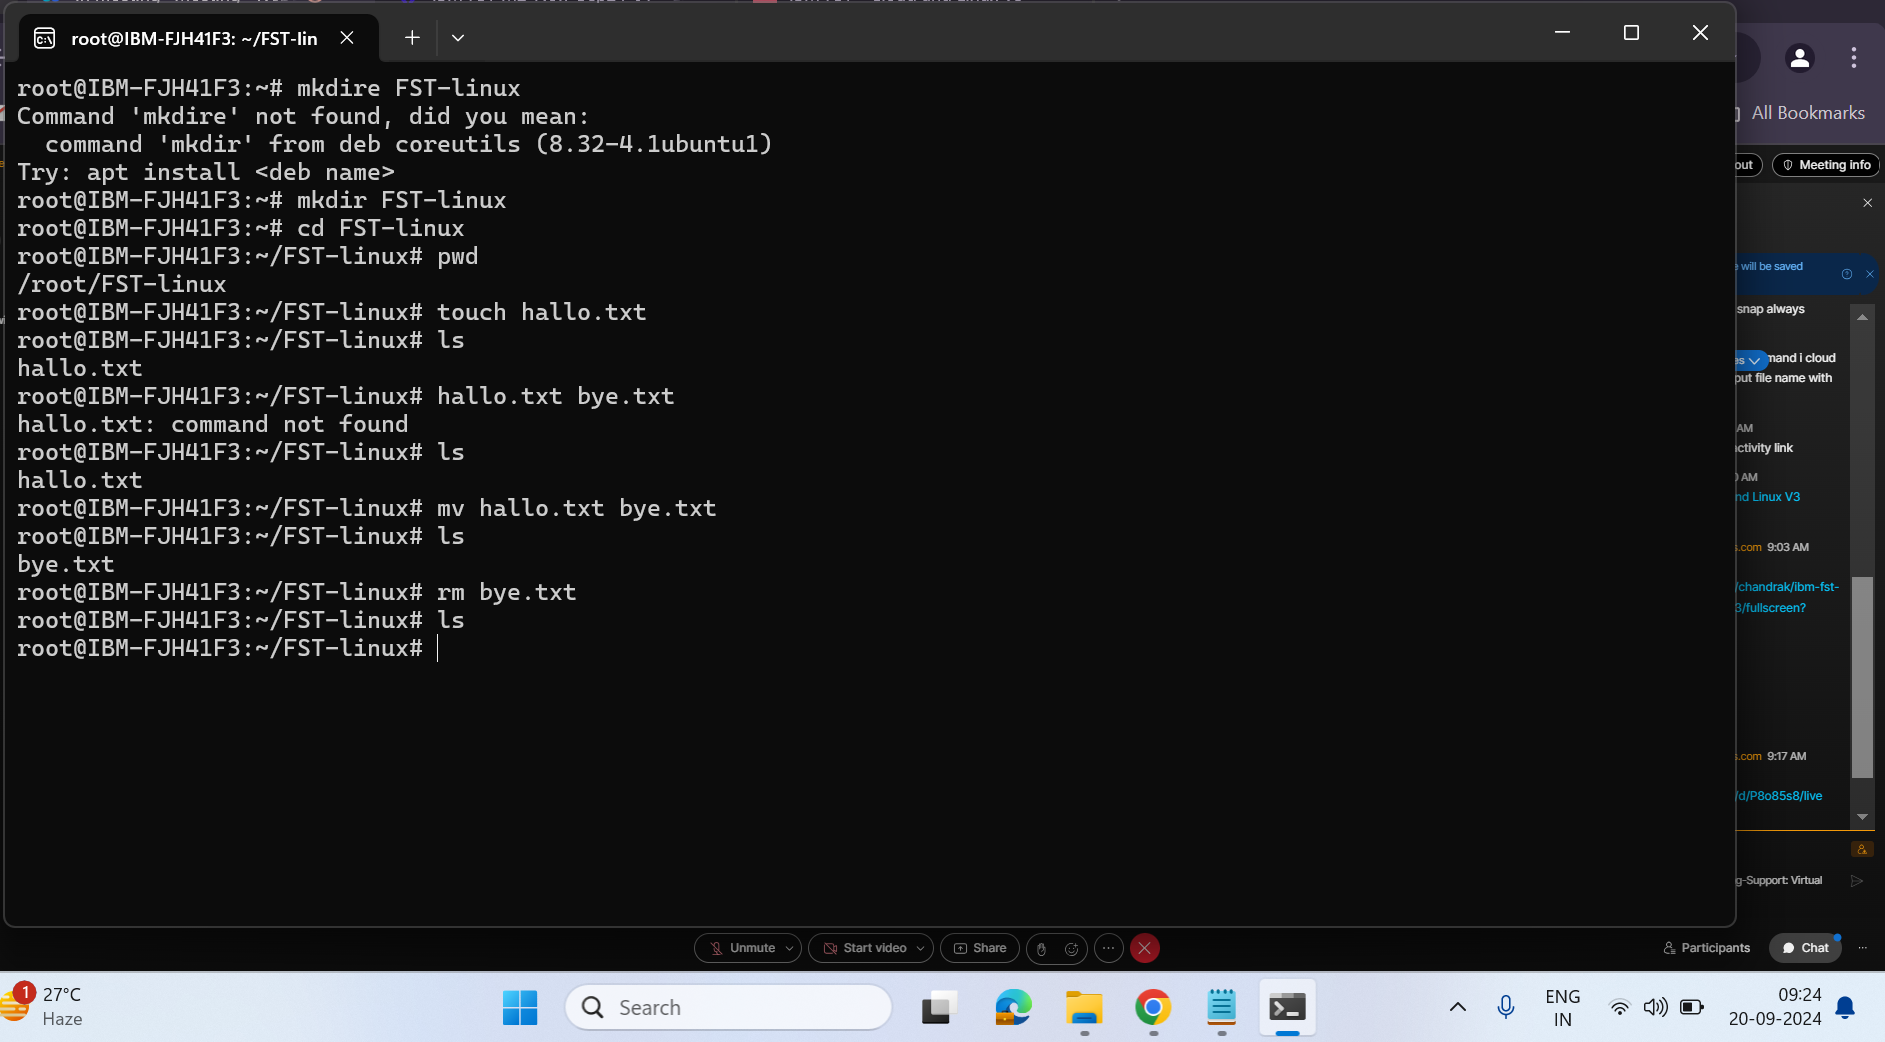 root@IBM-FJH41F3: ~/FST-lin
root@IBM-FJH41F3:~# mkdire FST-linux
Command 'mkdire' not found, did you mean:
  command 'mkdir' from deb coreutils (8.32-4.1ubuntu1)
Try: apt install <deb name>
root@IBM-FJH41F3:~# mkdir FST-linux
root@IBM-FJH41F3:~# cd FST-linux
root@IBM-FJH41F3:~/FST-linux# pwd
/root/FST-linux
root@IBM-FJH41F3:~/FST-linux# touch hallo.txt
root@IBM-FJH41F3:~/FST-linux# ls
hallo.txt
root@IBM-FJH41F3:~/FST-linux# hallo.txt bye.txt
hallo.txt: command not found
root@IBM-FJH41F3:~/FST-linux# ls
hallo.txt
root@IBM-FJH41F3:~/FST-linux# mv hallo.txt bye.txt
root@IBM-FJH41F3:~/FST-linux# ls
bye.txt
root@IBM-FJH41F3:~/FST-linux# rm bye.txt
root@IBM-FJH41F3:~/FST-linux# ls
root@IBM-FJH41F3:~/FST-linux#
All Bookmarks
out Meeting info
will be saved
snap always
mand i cloud
put file name with
AM
ctivity link
AM
nd Linux V3
s.com 9:03 AM
/chandrak/ibm-fst-
3/fullscreen?
s.com 9:17 AM
/d/P8o85s8/live
g-Support: Virtual
Unmute Start video Share Participants Chat
1 27°C
Haze
Search
ENG
IN
09:24
20-09-2024